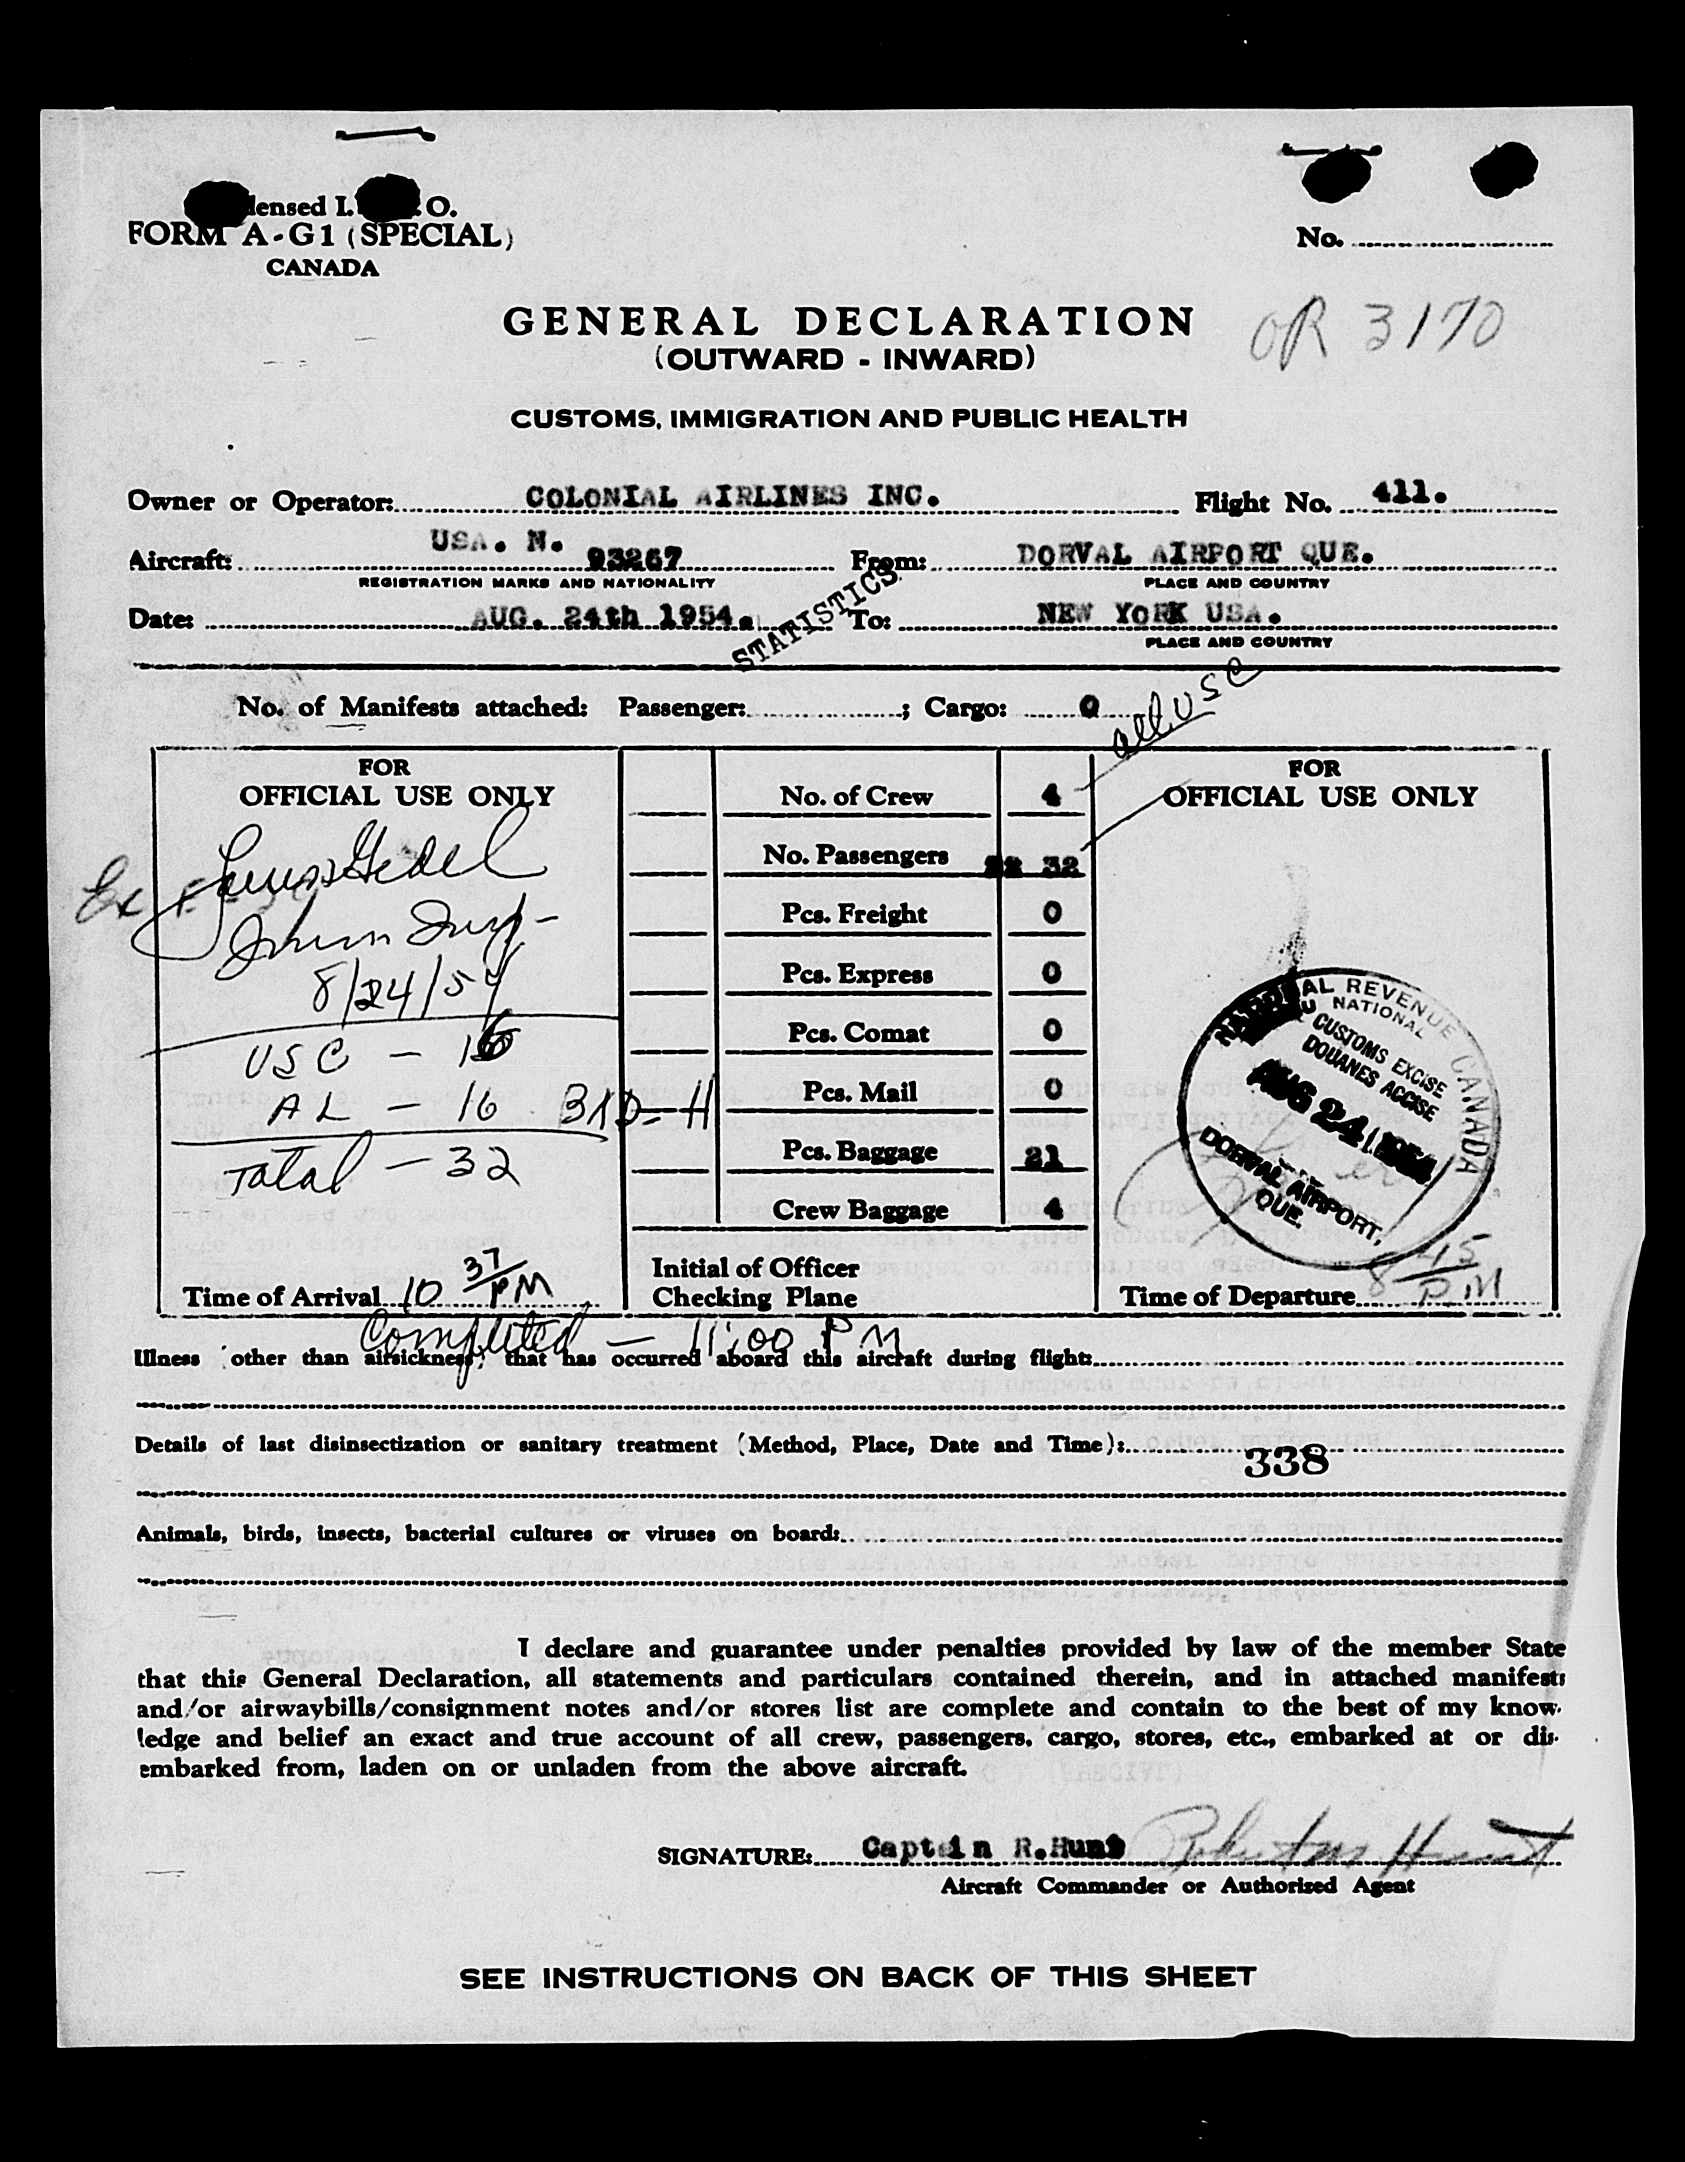 densed I. O.
FORM A-G1 (SPECIAL)
CANADA
No.
OR 3170
GENERAL DECLARATION
(OUTWARD - INWARD)
CUSTOMS, IMMIGRATION AND PUBLIC HEALTH
Owner or Operator: COLONIAL AIRLINES INC. Flight No. 411.
Aircraft: USA. N. 93267 From: DORVAL AIRPORT QUE.
REGISTRATION MARKS AND NATIONALITY PLACE AND COUNTRY
Date: AUG. 24th 1954. To: NEW YORK USA.
PLACE AND COUNTRY
STATISTICS
No. of Manifests attached: Passenger: ; Cargo: 0
all USC
FOR
OFFICIAL USE ONLY
8/24/54
USC - 16
AL - 16
Total - 32
Time of Arrival 10 37/PM
Completed - 11:00 PM
No. of Crew 4
No. Passengers 32
Pcs. Freight 0
Pcs. Express 0
Pcs. Comat 0
Pcs. Mail 0
Pcs. Baggage 21
Crew Baggage 4
Initial of Officer
Checking Plane
FOR
OFFICIAL USE ONLY
NATIONAL REVENUE CANADA
NATIONAL
CUSTOMS EXCISE
DOUANES ACCISE
AUG 24 1954
DORVAL AIRPORT,
QUE.
Time of Departure 8 45/PM
Illness other than airsickness, that has occurred aboard this aircraft during flight:
Details of last disinsectization or sanitary treatment (Method, Place, Date and Time):
338
Animals, birds, insects, bacterial cultures or viruses on board:
I declare and guarantee under penalties provided by law of the member State
that this General Declaration, all statements and particulars contained therein, and in attached manifests
and/or airwaybills/consignment notes and/or stores list are complete and contain to the best of my know-
ledge and belief an exact and true account of all crew, passengers, cargo, stores, etc., embarked at or dis-
embarked from, laden on or unladen from the above aircraft.
SIGNATURE: Captain R.Hunt
Aircraft Commander or Authorized Agent
SEE INSTRUCTIONS ON BACK OF THIS SHEET